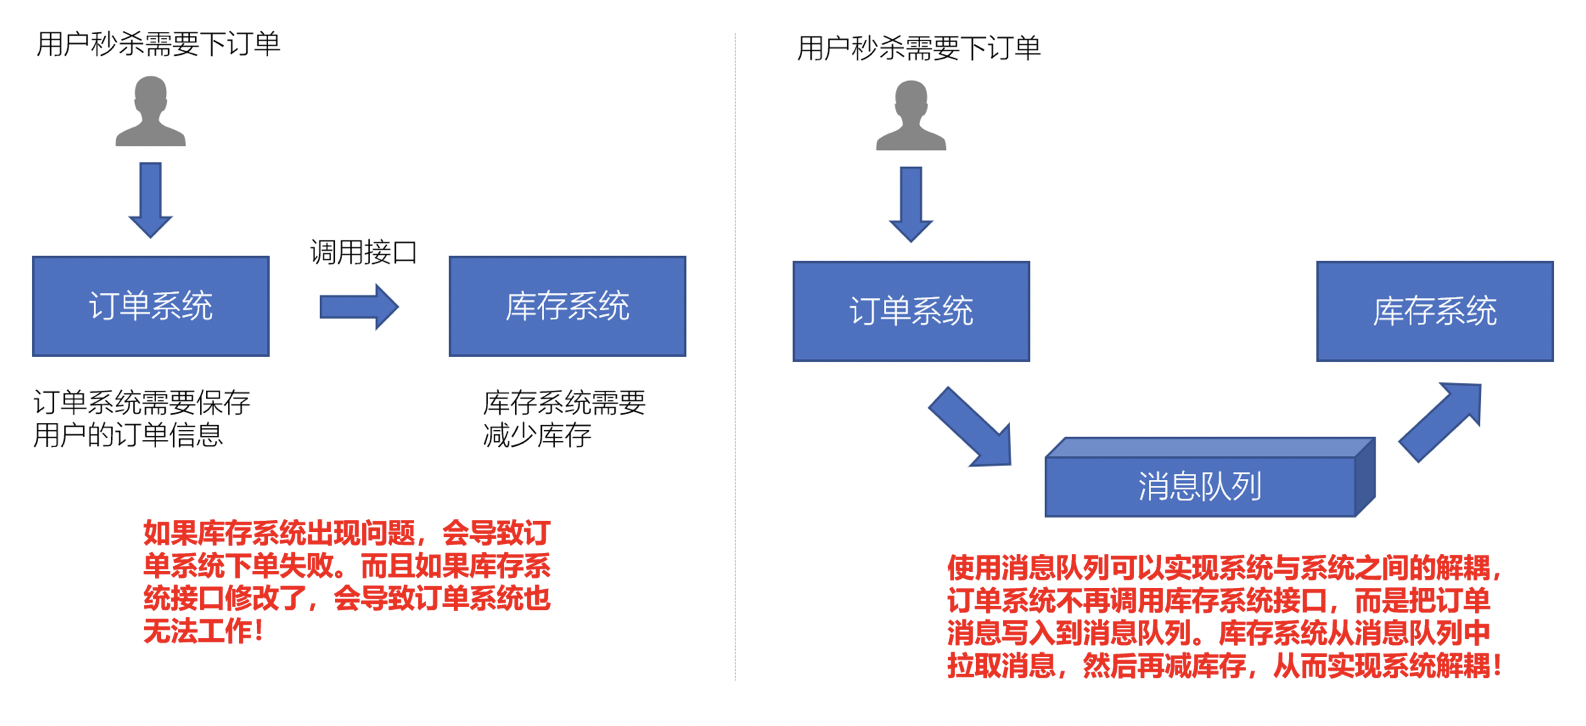 用户秒杀需要下订单
调用接口
订单系统
库存系统
订单系统需要保存
用户的订单信息
库存系统需要
减少库存
如果库存系统出现问题，会导致订
单系统下单失败。而且如果库存系
统接口修改了，会导致订单系统也
无法工作！
用户秒杀需要下订单
订单系统
库存系统
消息队列
使用消息队列可以实现系统与系统之间的解耦，
订单系统不再调用库存系统接口，而是把订单
消息写入到消息队列。库存系统从消息队列中
拉取消息，然后再减库存，从而实现系统解耦！